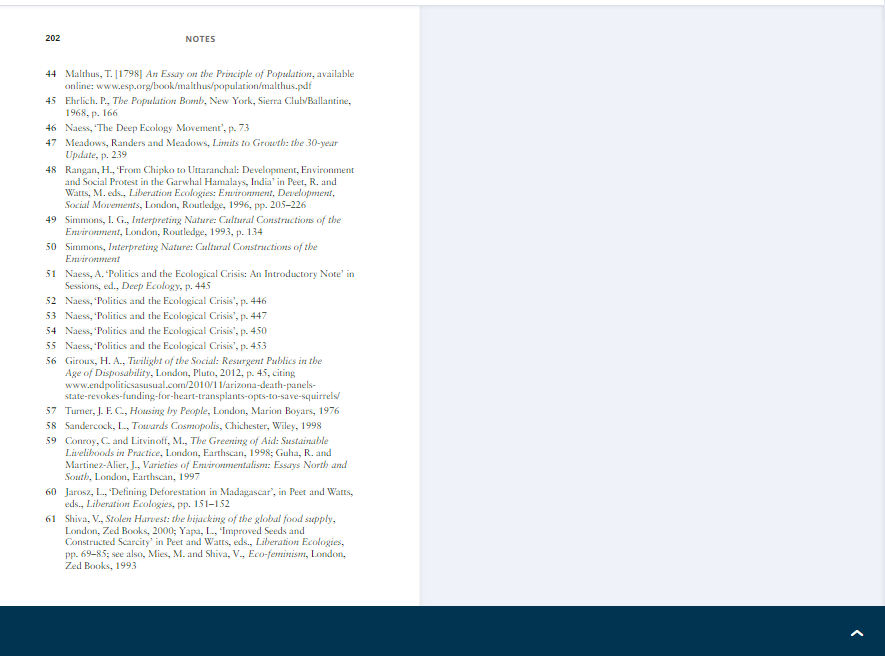 202 NOTES
44 Malthus, T. [1798] An Essay on the Principle of Population, available
online: www.esp.org/book/malthus/population/malthus.pdf
45 Ehrlich. P., The Population Bomb, New York, Sierra Club/Ballantine,
1968, p. 166
46 Naess, ‘The Deep Ecology Movement’, p. 73
47 Meadows, Randers and Meadows, Limits to Growth: the 30-year
Update, p. 239
48 Rangan, H., ‘From Chipko to Uttaranchal: Development, Environment
and Social Protest in the Garwhal Hamalays, India’ in Peet, R. and
Watts, M. eds., Liberation Ecologies: Environment, Development,
Social Movements, London, Routledge, 1996, pp. 205–226
49 Simmons, I. G., Interpreting Nature: Cultural Constructions of the
Environment, London, Routledge, 1993, p. 134
50 Simmons, Interpreting Nature: Cultural Constructions of the
Environment
51 Naess, A. ‘Politics and the Ecological Crisis: An Introductory Note’ in
Sessions, ed., Deep Ecology, p. 445
52 Naess, ‘Politics and the Ecological Crisis’, p. 446
53 Naess, ‘Politics and the Ecological Crisis’, p. 447
54 Naess, ‘Politics and the Ecological Crisis’, p. 450
55 Naess, ‘Politics and the Ecological Crisis’, p. 453
56 Giroux, H. A., Twilight of the Social: Resurgent Publics in the
Age of Disposability, London, Pluto, 2012, p. 45, citing
www.endpoliticsasusual.com/2010/11/arizona-death-panels-
state-revokes-funding-for-heart-transplants-opts-to-save-squirrels/
57 Turner, J. F. C., Housing by People, London, Marion Boyars, 1976
58 Sandercock, L., Towards Cosmopolis, Chichester, Wiley, 1998
59 Conroy, C. and Litvinoff, M., The Greening of Aid: Sustainable
Livelihoods in Practice, London, Earthscan, 1998; Guha, R. and
Martinez-Alier, J., Varieties of Environmentalism: Essays North and
South, London, Earthscan, 1997
60 Jarosz, L., ‘Defining Deforestation in Madagascar’, in Peet and Watts,
eds., Liberation Ecologies, pp. 151–152
61 Shiva, V., Stolen Harvest: the hijacking of the global food supply,
London, Zed Books, 2000; Yapa, L., ‘Improved Seeds and
Constructed Scarcity’ in Peet and Watts, eds., Liberation Ecologies,
pp. 69–85; see also, Mies, M. and Shiva, V., Eco-feminism, London,
Zed Books, 1993